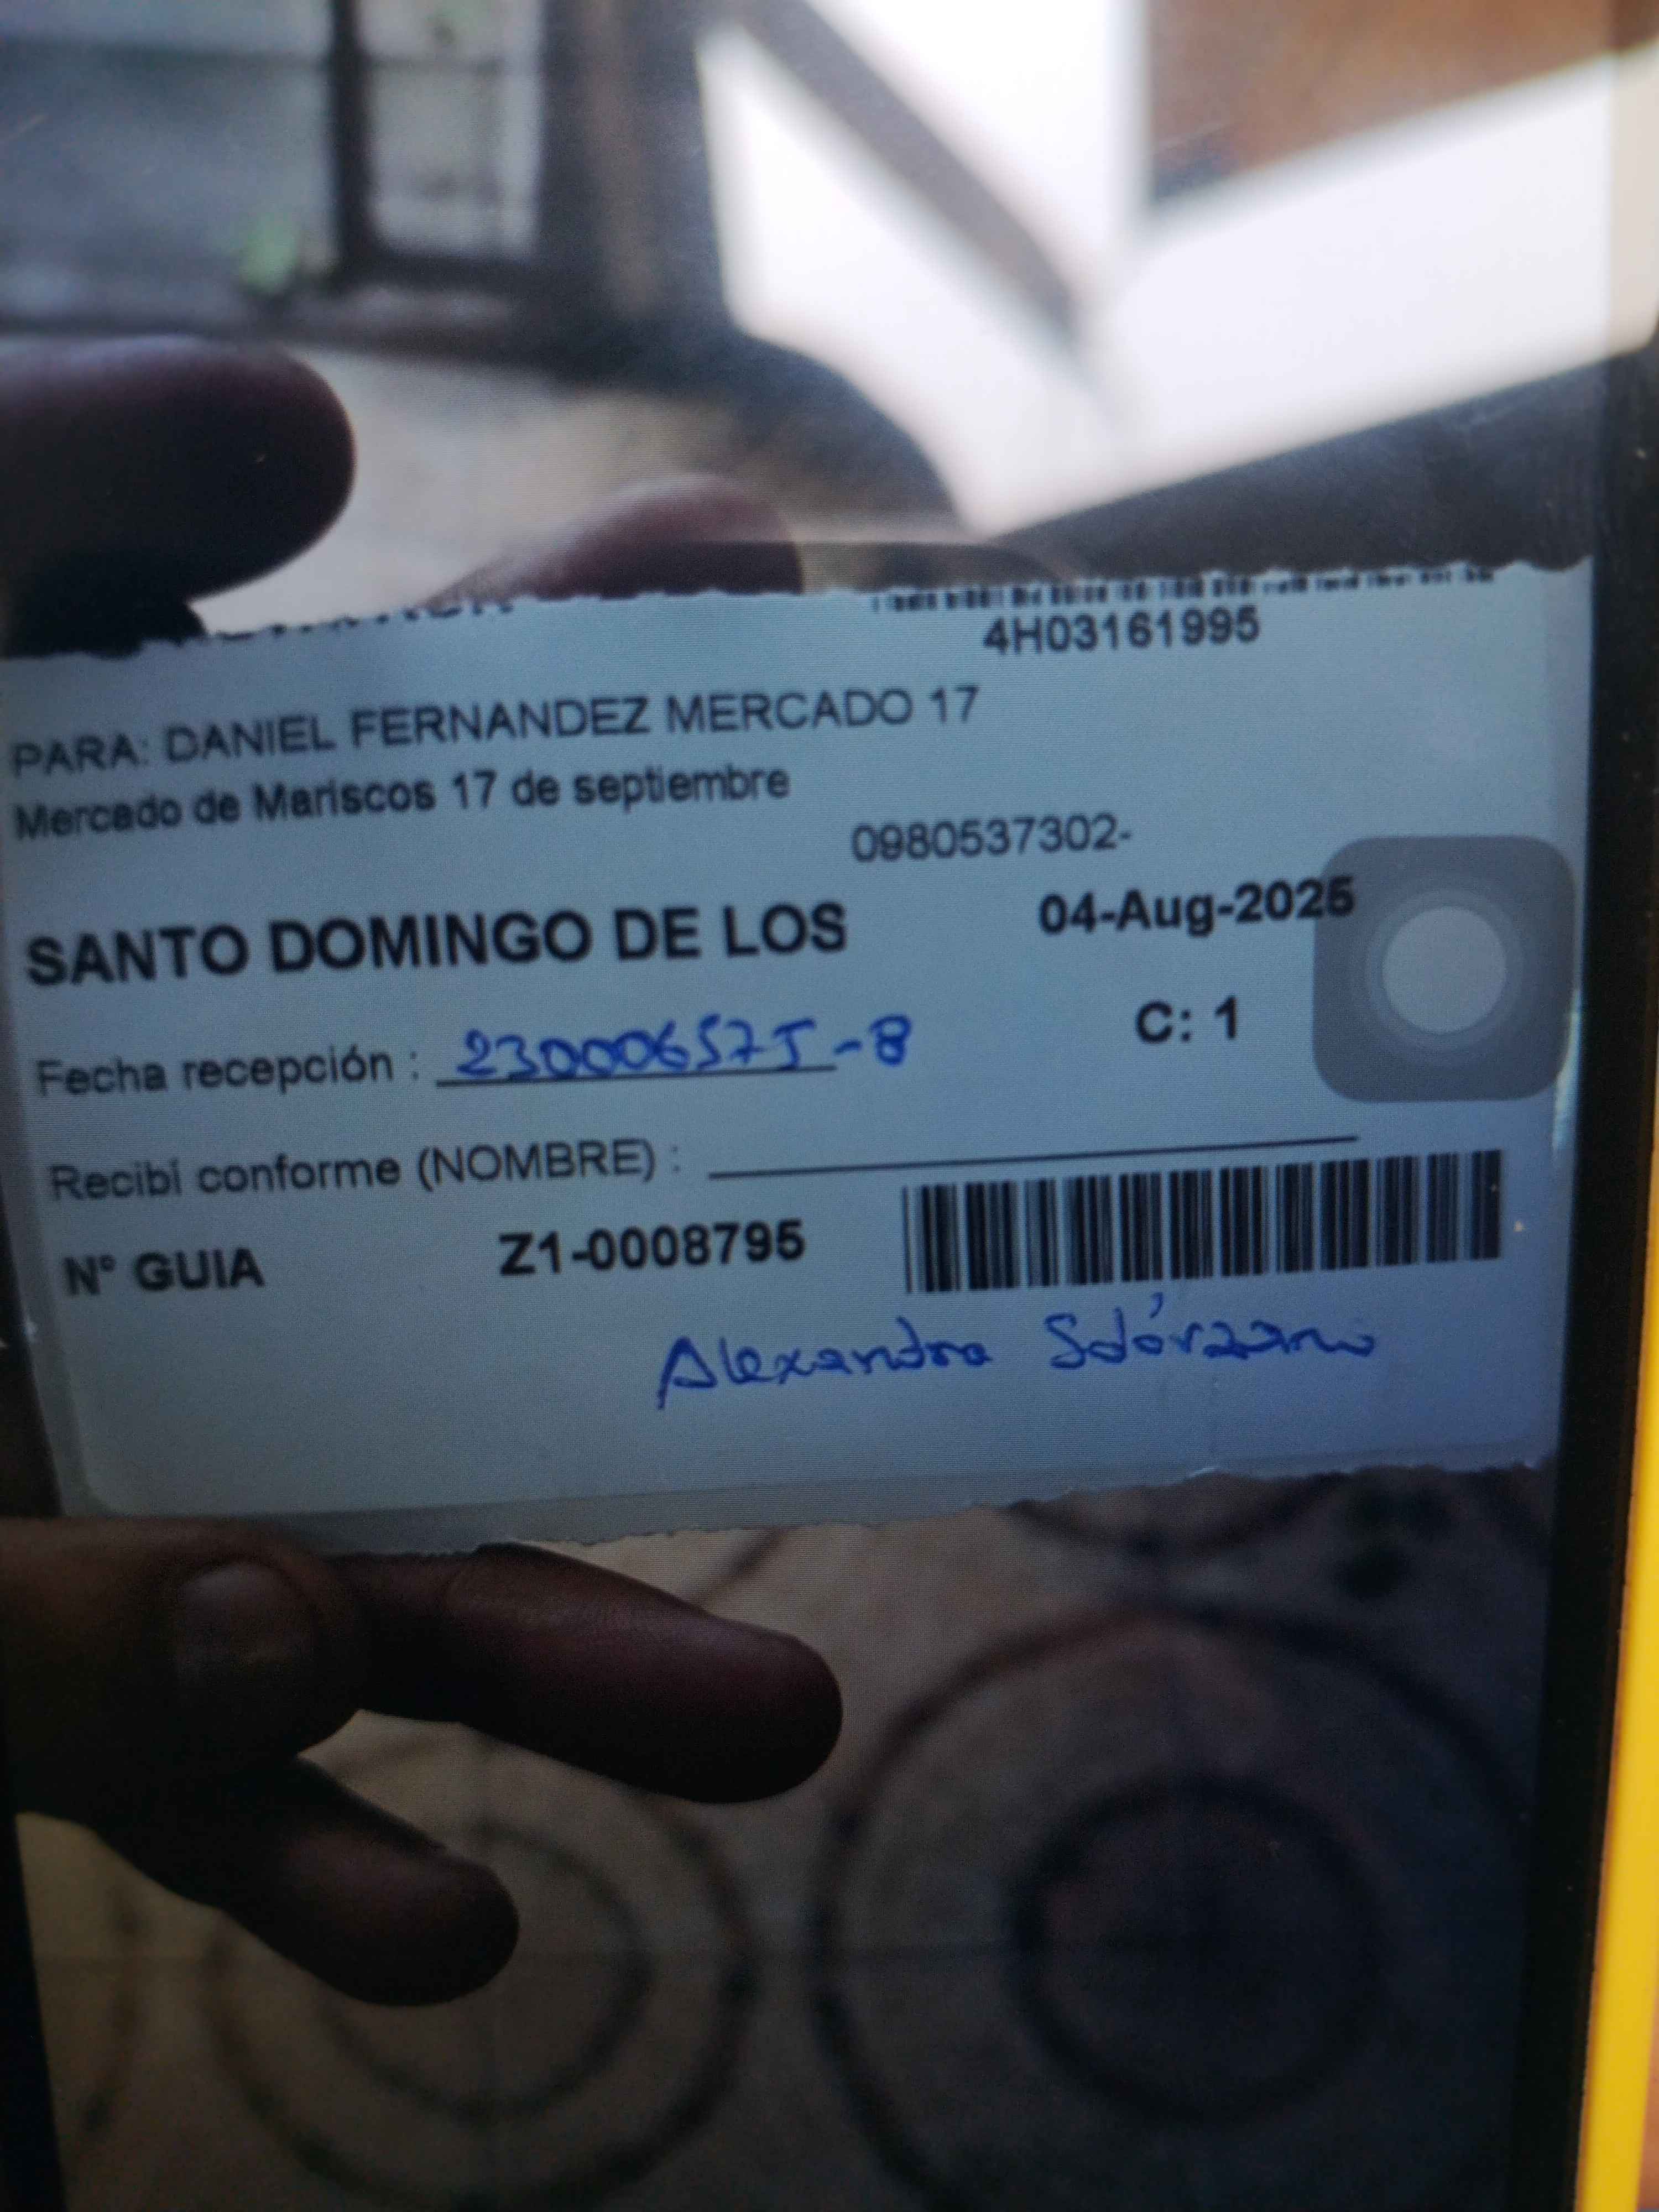 4H03161995
PARA: DANIEL FERNANDEZ MERCADO 17
Mercado de Mariscos 17 de septiembre
0980537302-
SANTO DOMINGO DE LOS 04-Aug-2025
Fecha recepción : 230006575-8 C: 1
Recibí conforme (NOMBRE) :
N° GUIA Z1-0008795
Alexandra Solórzano